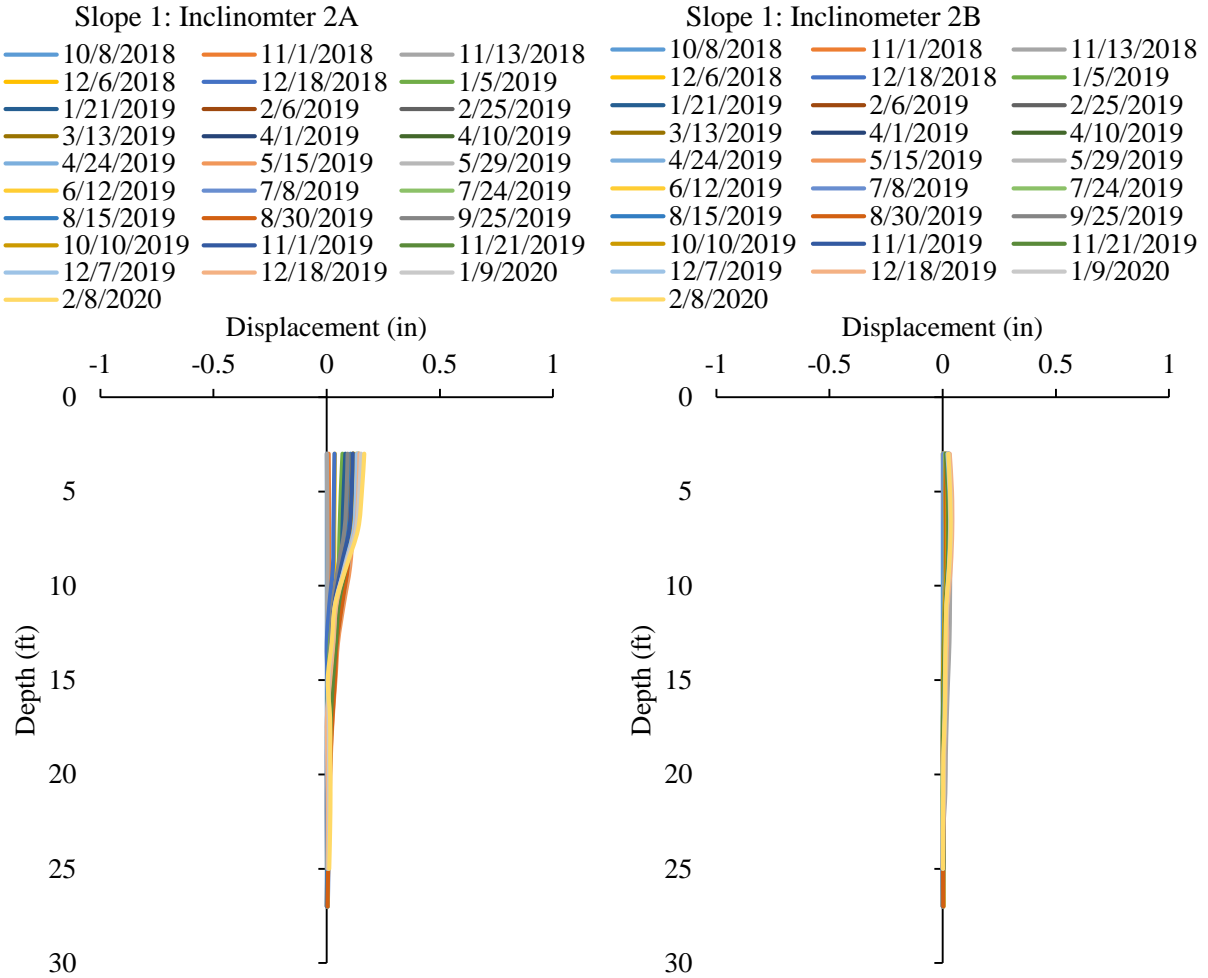 Slope 1: Inclinomter 2A
10/8/2018 11/1/2018 11/13/2018
12/6/2018 12/18/2018 1/5/2019
1/21/2019 2/6/2019 2/25/2019
3/13/2019 4/1/2019 4/10/2019
4/24/2019 5/15/2019 5/29/2019
6/12/2019 7/8/2019 7/24/2019
8/15/2019 8/30/2019 9/25/2019
10/10/2019 11/1/2019 11/21/2019
12/7/2019 12/18/2019 1/9/2020
2/8/2020
Displacement (in)
-1 -0.5 0 0.5 1
0
5
10
15
20
25
30
Depth (ft)
Slope 1: Inclinometer 2B
10/8/2018 11/1/2018 11/13/2018
12/6/2018 12/18/2018 1/5/2019
1/21/2019 2/6/2019 2/25/2019
3/13/2019 4/1/2019 4/10/2019
4/24/2019 5/15/2019 5/29/2019
6/12/2019 7/8/2019 7/24/2019
8/15/2019 8/30/2019 9/25/2019
10/10/2019 11/1/2019 11/21/2019
12/7/2019 12/18/2019 1/9/2020
2/8/2020
Displacement (in)
-1 -0.5 0 0.5 1
0
5
10
15
20
25
30
Depth (ft)